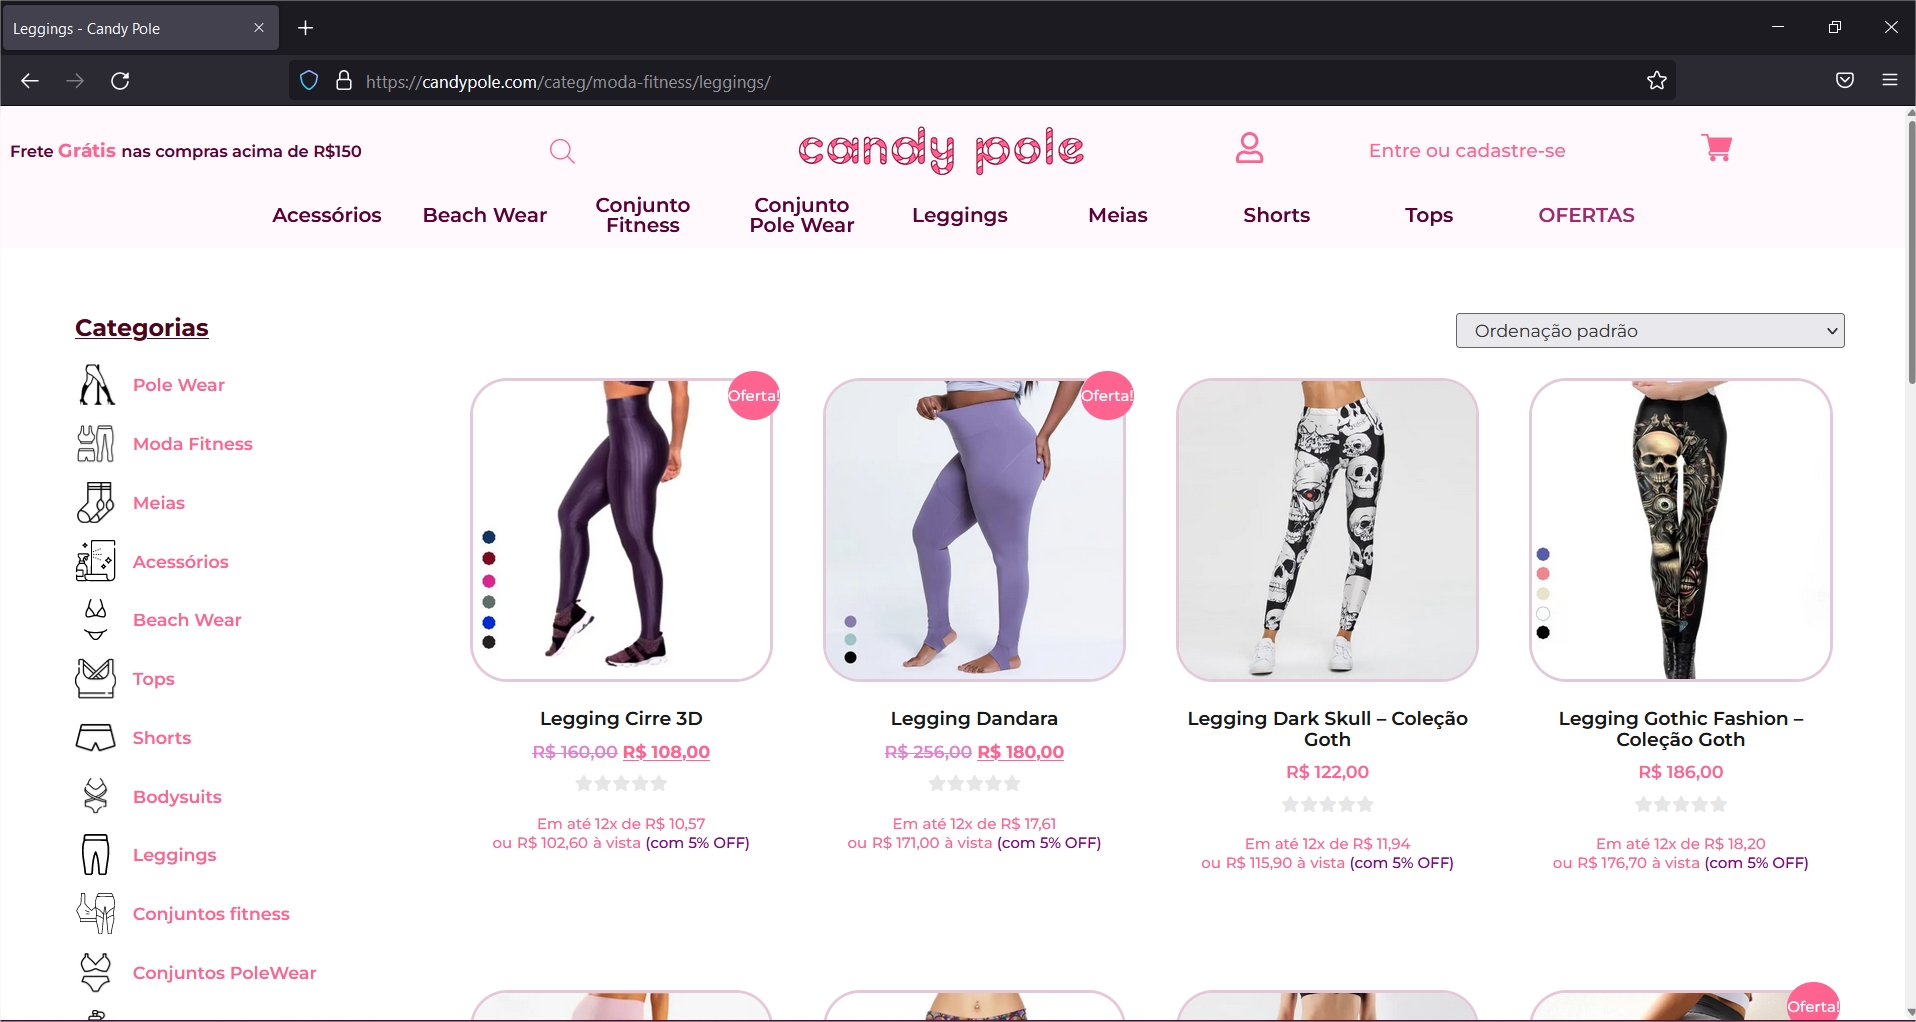 Leggings - Candy Pole
https://candypole.com/categ/moda-fitness/leggings/
Frete Grátis nas compras acima de R$150
candy pole
Entre ou cadastre-se
Acessórios
Beach Wear
Conjunto
Fitness
Conjunto
Pole Wear
Leggings
Meias
Shorts
Tops
OFERTAS
Categorias
Pole Wear
Moda Fitness
Meias
Acessórios
Beach Wear
Tops
Shorts
Bodysuits
Leggings
Conjuntos fitness
Conjuntos PoleWear
Ordenação padrão
Oferta!
Legging Cirre 3D
R$ 160,00 R$ 108,00
Em até 12x de R$ 10,57
ou R$ 102,60 à vista (com 5% OFF)
Oferta!
Legging Dandara
R$ 256,00 R$ 180,00
Em até 12x de R$ 17,61
ou R$ 171,00 à vista (com 5% OFF)
Legging Dark Skull – Coleção
Goth
R$ 122,00
Em até 12x de R$ 11,94
ou R$ 115,90 à vista (com 5% OFF)
Legging Gothic Fashion –
Coleção Goth
R$ 186,00
Em até 12x de R$ 18,20
ou R$ 176,70 à vista (com 5% OFF)
Oferta!